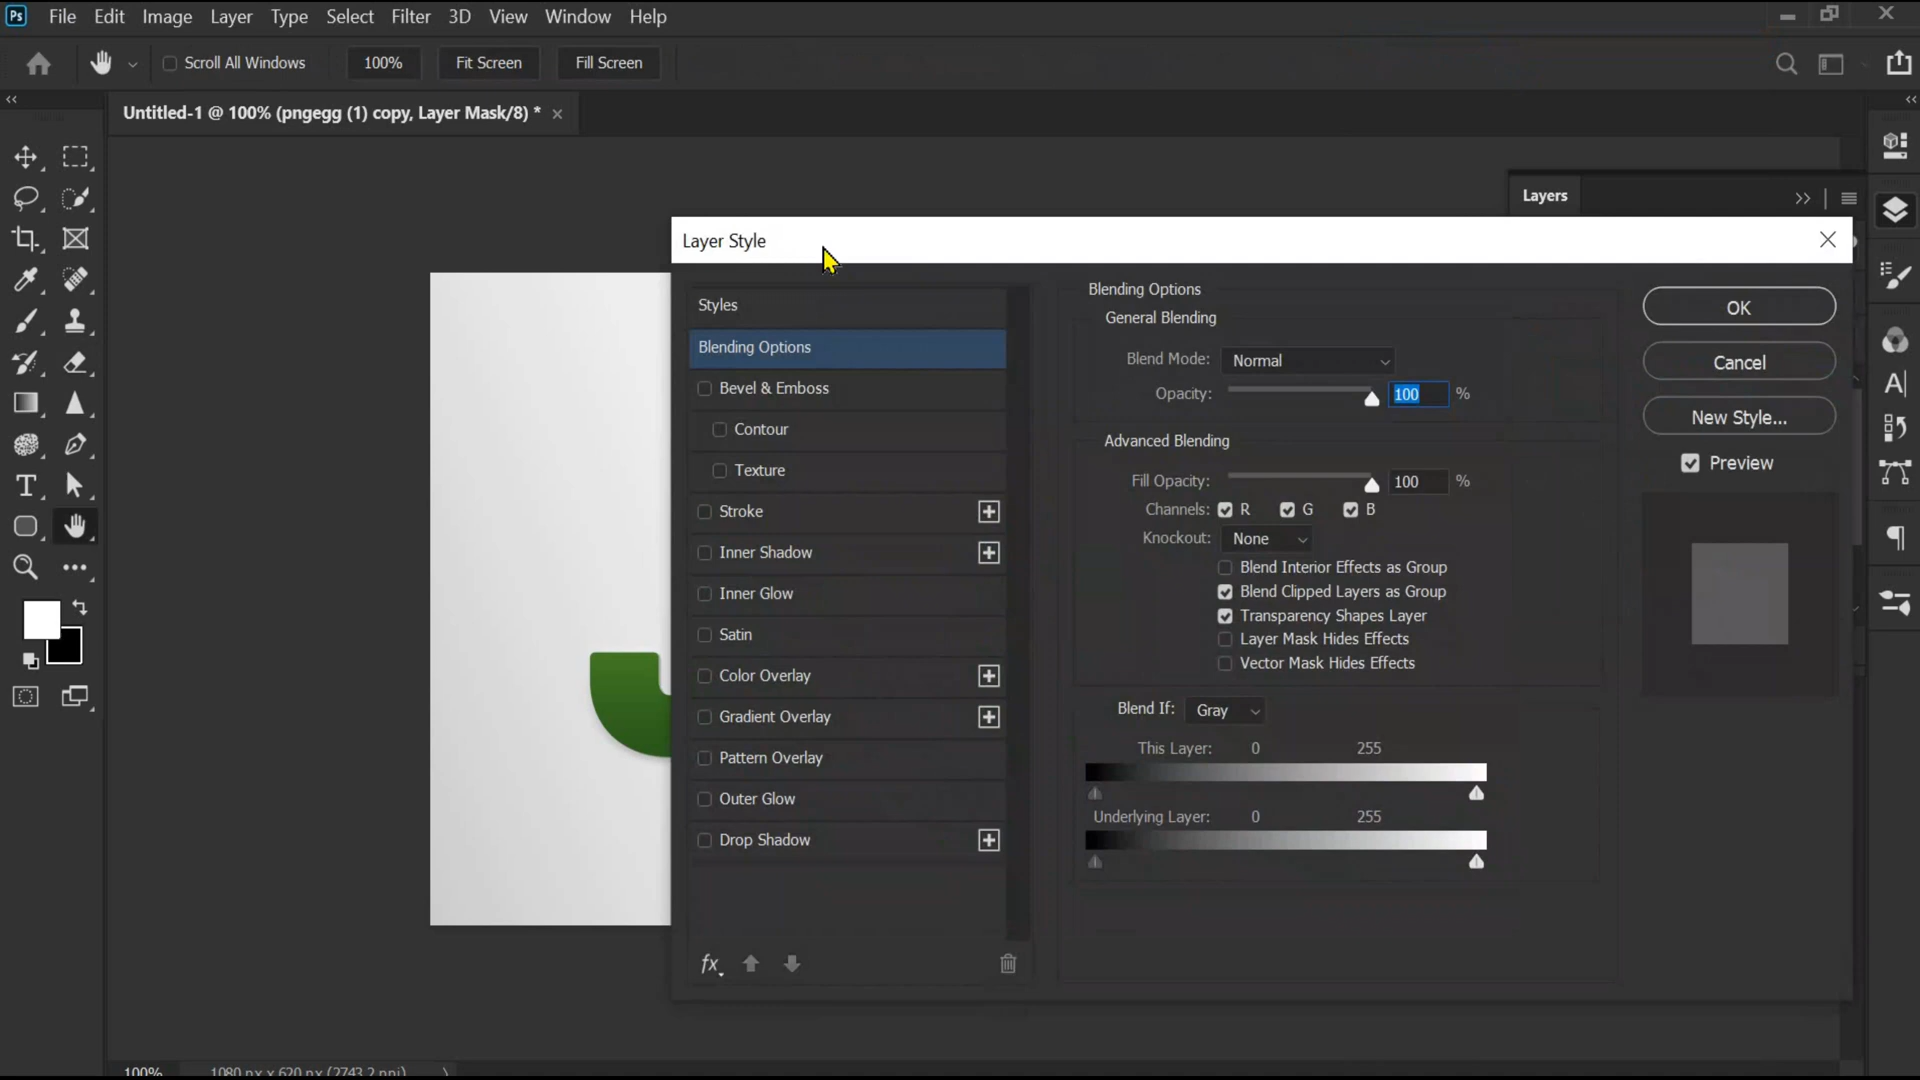 Ps File Edit Image Layer Type Select Filter 3D View Window Help
Scroll All Windows 100% Fit Screen Fill Screen
Untitled-1 @ 100% (pngegg (1) copy, Layer Mask/8) *
Layers
Layer Style
Styles
Blending Options
Bevel & Emboss
Contour
Texture
Stroke
Inner Shadow
Inner Glow
Satin
Color Overlay
Gradient Overlay
Pattern Overlay
Outer Glow
Drop Shadow
fx
Blending Options
General Blending
Blend Mode: Normal
Opacity: 100 %
Advanced Blending
Fill Opacity: 100 %
Channels: R G B
Knockout: None
Blend Interior Effects as Group
Blend Clipped Layers as Group
Transparency Shapes Layer
Layer Mask Hides Effects
Vector Mask Hides Effects
Blend If: Gray
This Layer: 0 255
Underlying Layer: 0 255
OK
Cancel
New Style...
Preview
100% 1080 px x 620 px (2743.2 ppi)